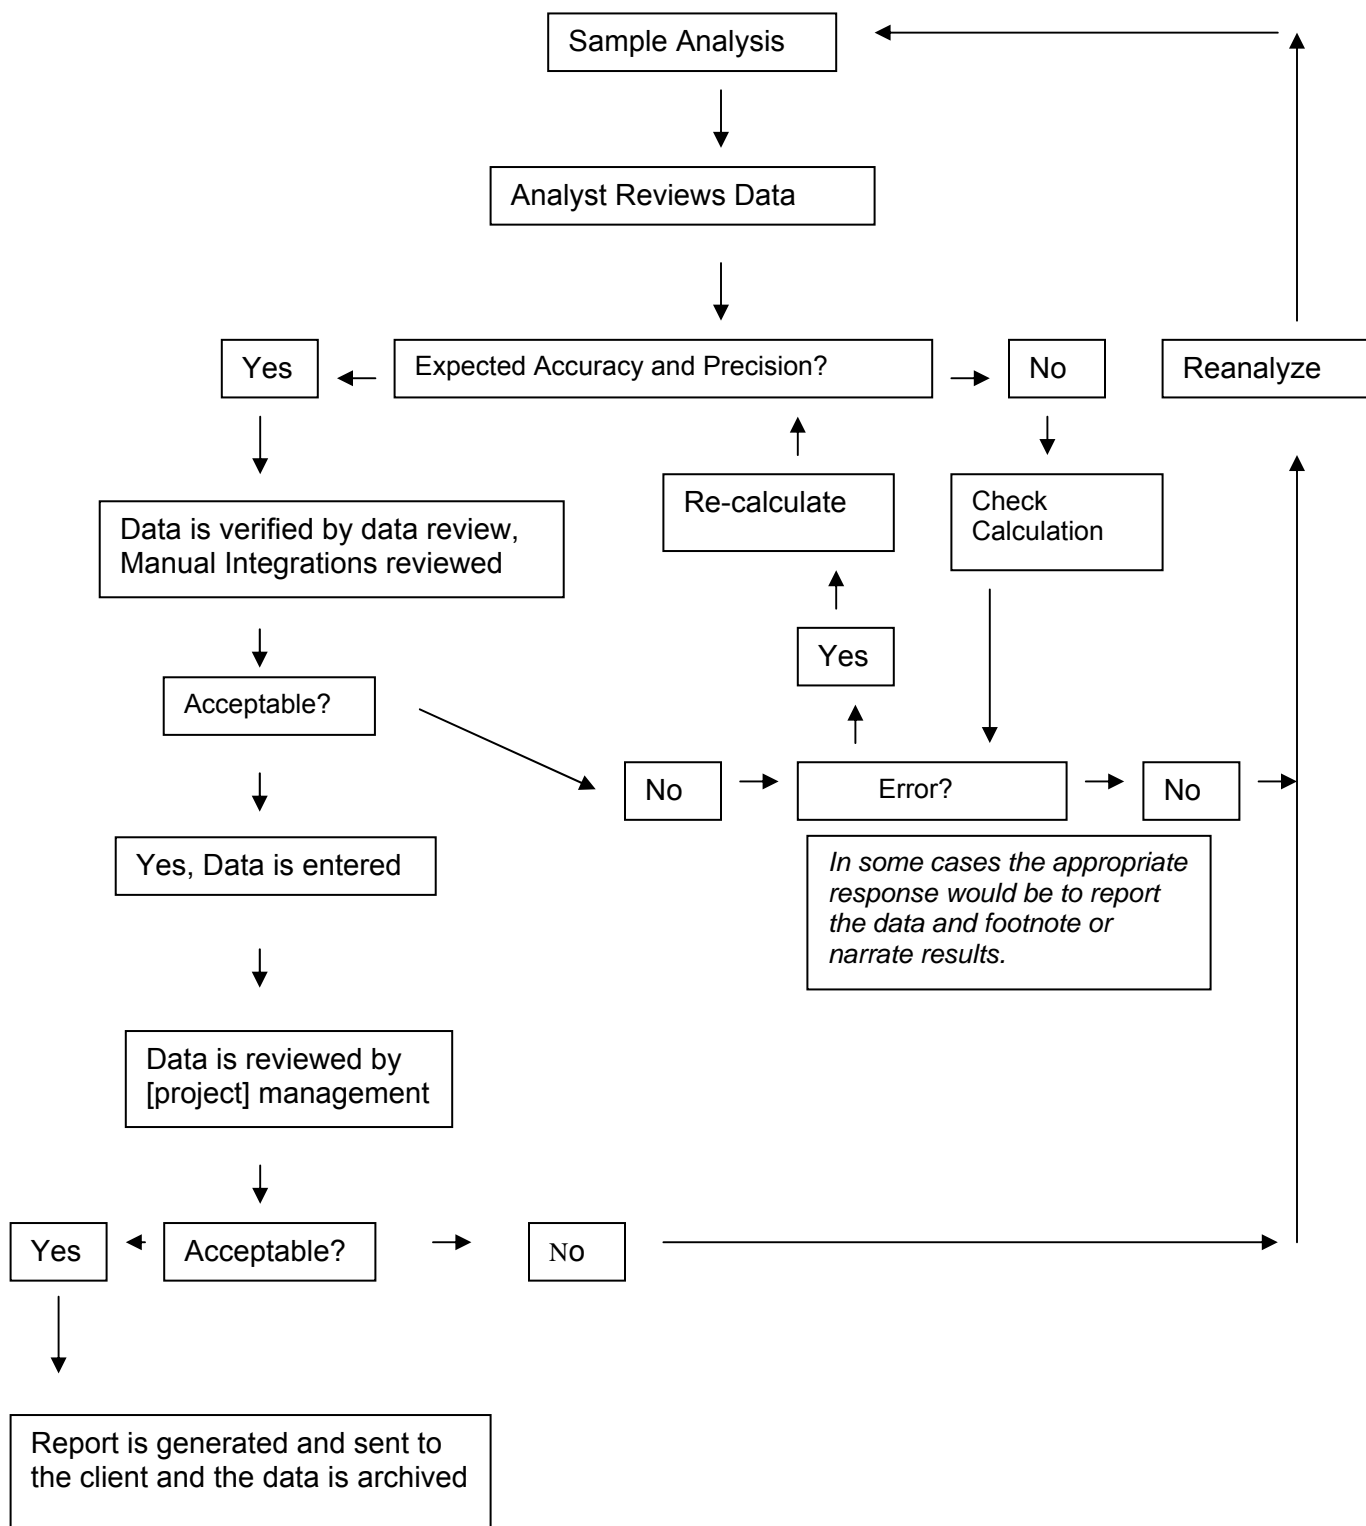 Sample Analysis
Analyst Reviews Data
Yes
Expected Accuracy and Precision?
No
Reanalyze
Data is verified by data review,
Manual Integrations reviewed
Re-calculate
Check
Calculation
Yes
Acceptable?
No
Error?
No
Yes, Data is entered
In some cases the appropriate
response would be to report
the data and footnote or
narrate results.
Data is reviewed by
[project] management
Yes
Acceptable?
No
Report is generated and sent to
the client and the data is archived